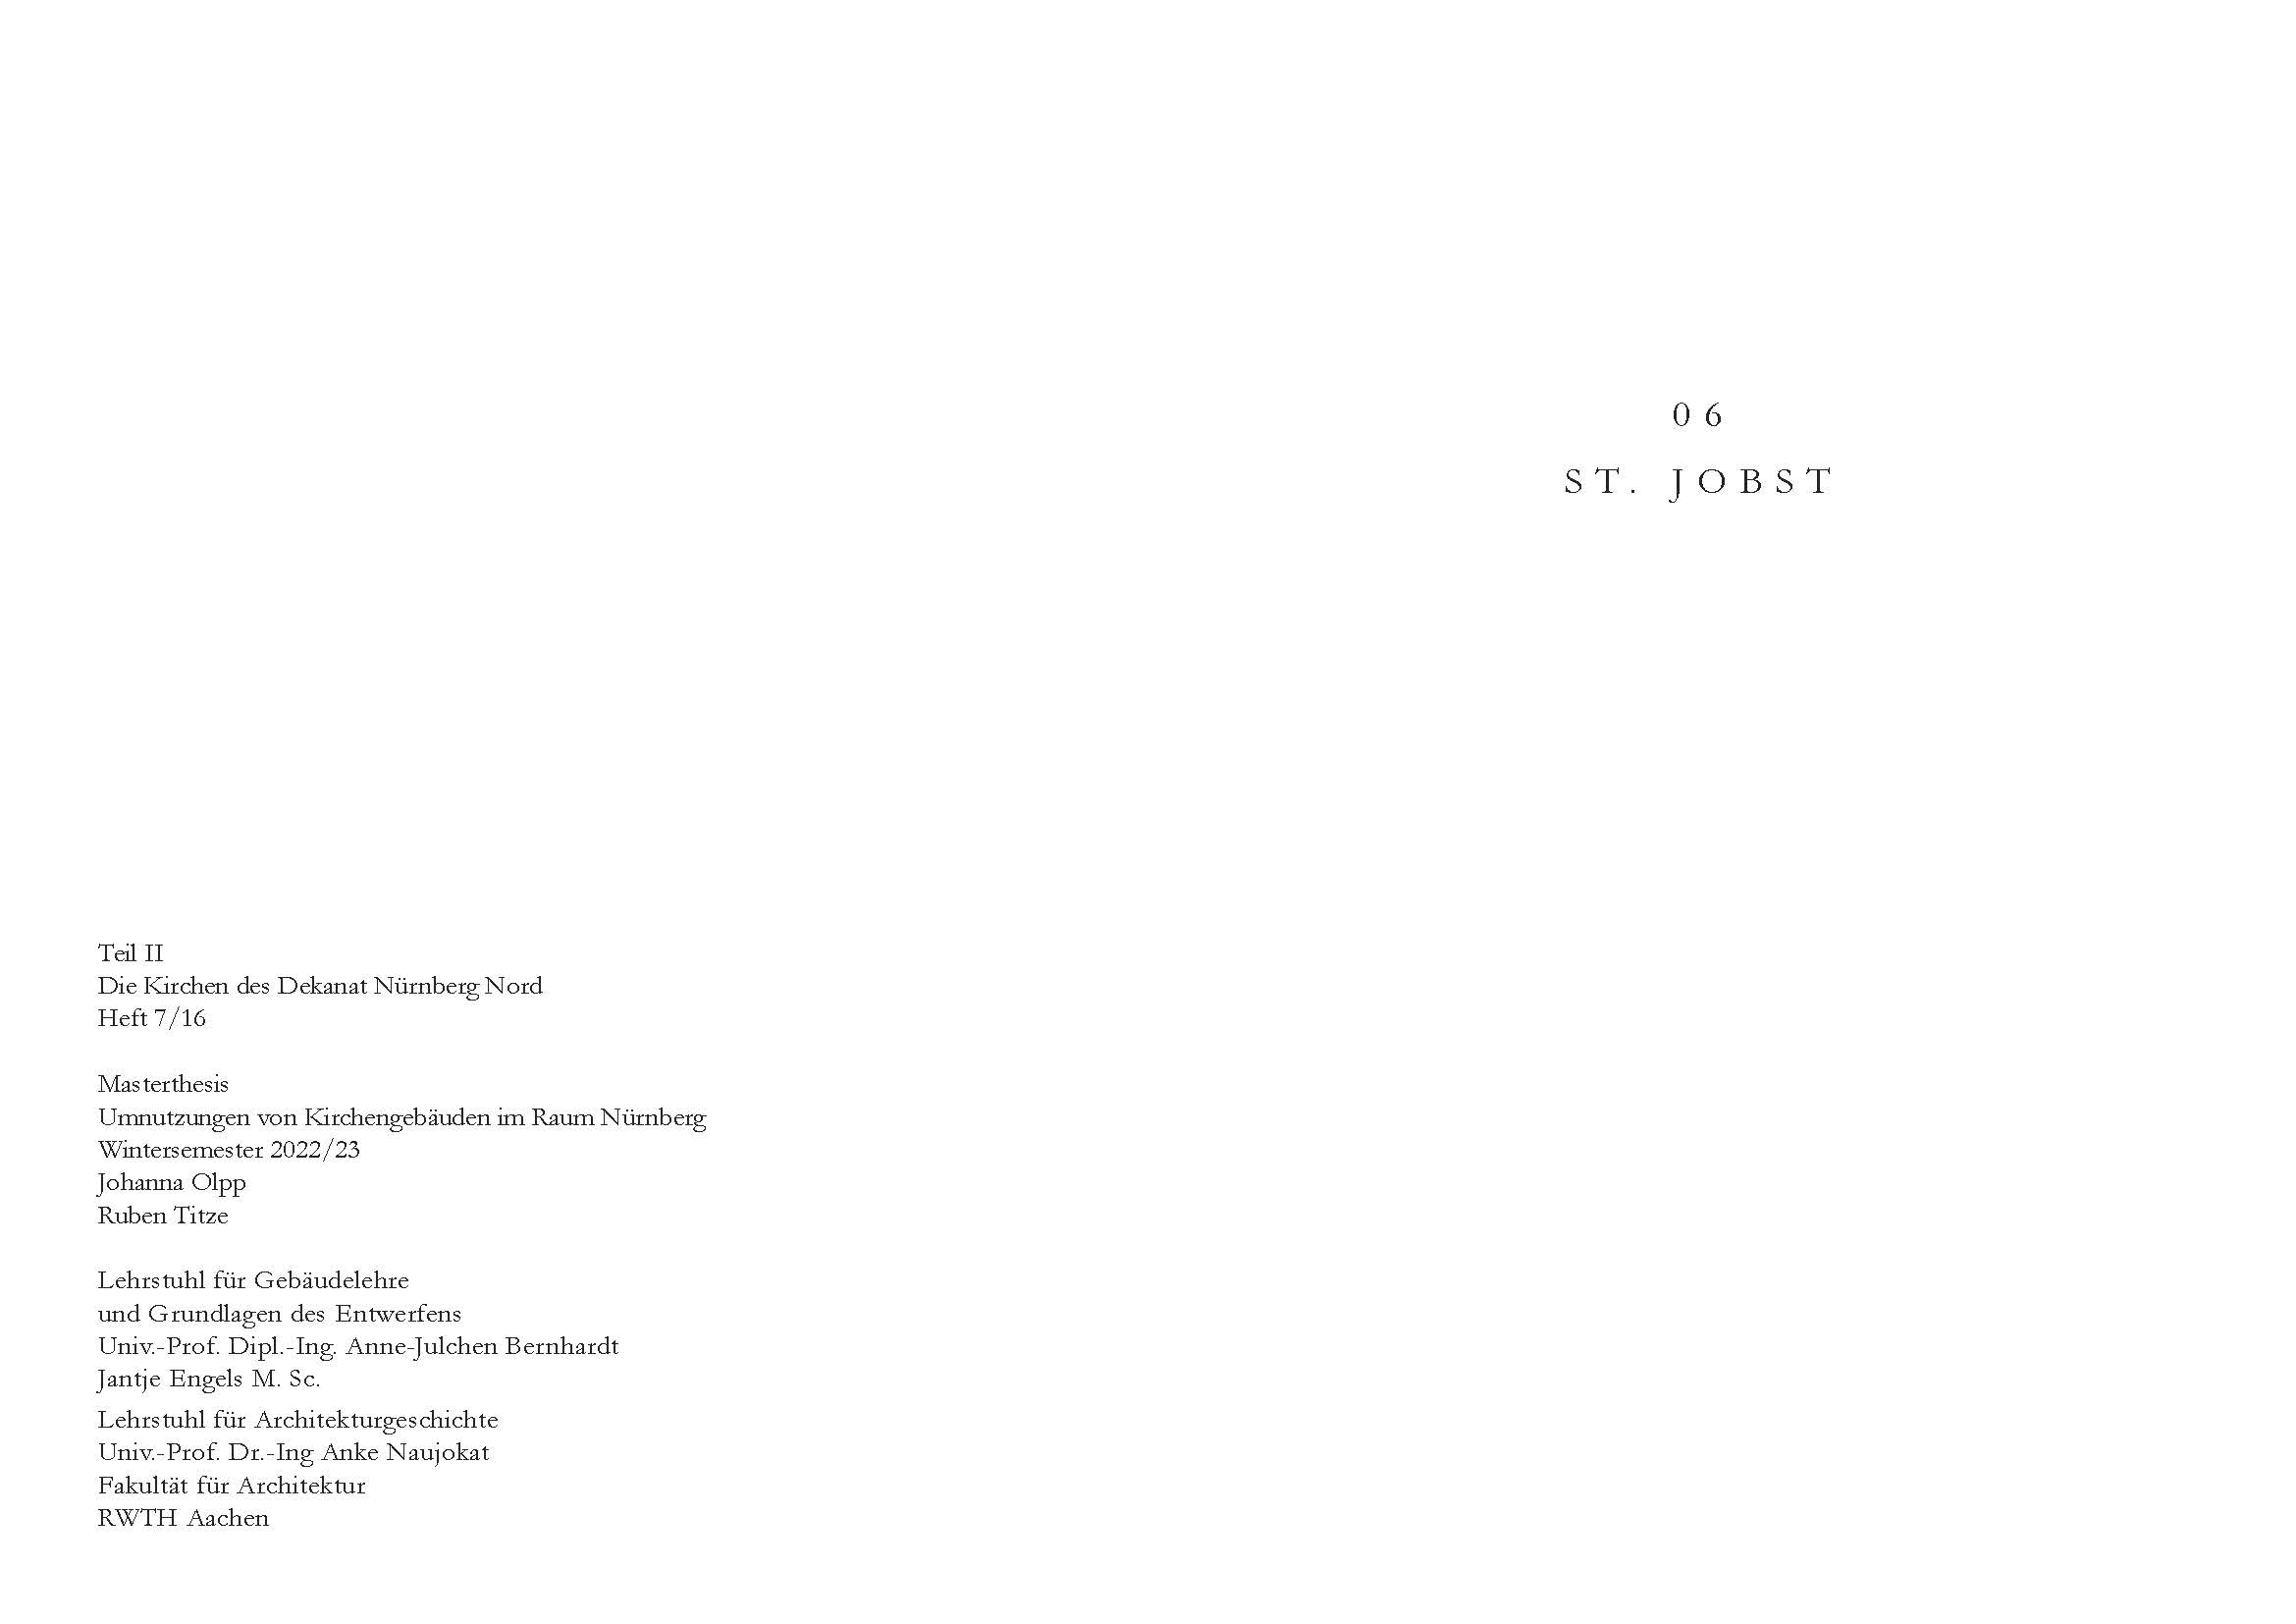 Teil II
Die Kirchen des Dekanat Nürnberg Nord
Heft 7/16
Masterthesis
Umnutzungen von Kirchengebäuden im Raum Nürnberg
Wintersemester 2022/23
Johanna Olpp
Ruben Titze
Lehrstuhl für Gebäudelehre
und Grundlagen des Entwerfens
Univ.-Prof. Dipl.-Ing. Anne-Julchen Bernhardt
Jantje Engels M. Sc.
Lehrstuhl für Architekturgeschichte
Univ.-Prof. Dr.-Ing Anke Naujokat
Fakultät für Architektur
RWTH Aachen
06
ST. JOBST